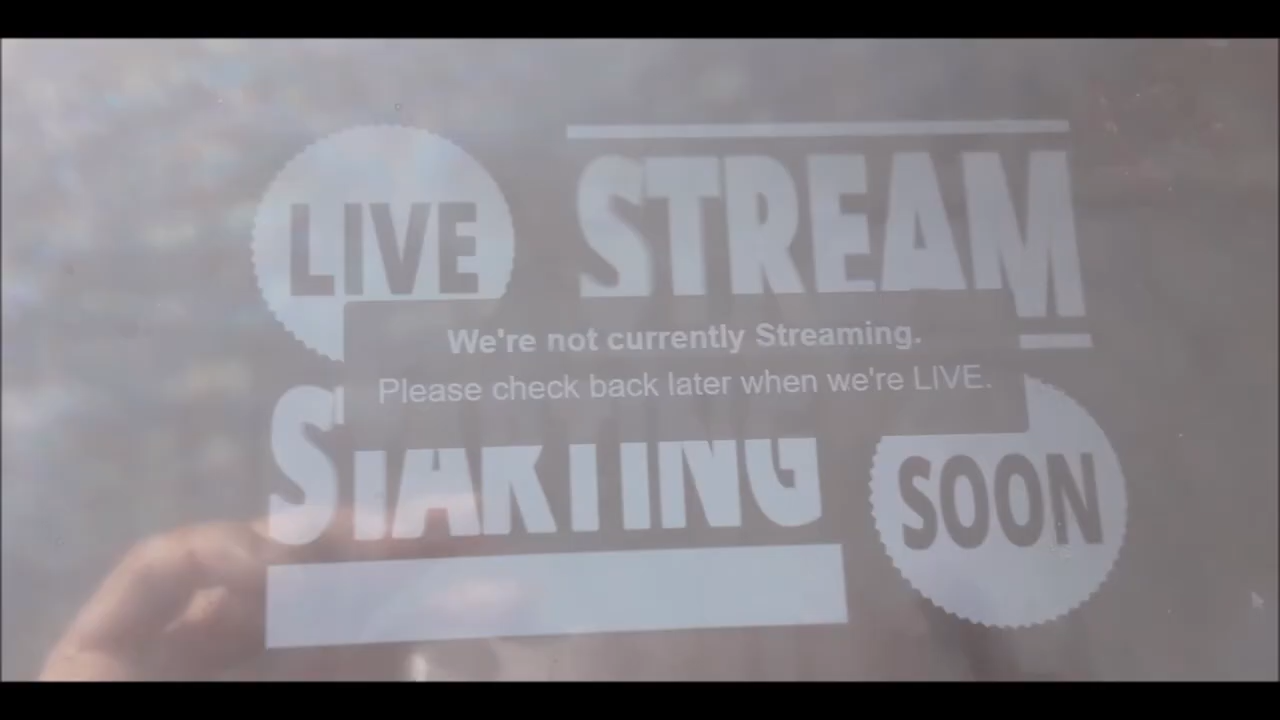 LIVE
STREAM
We're not currently Streaming.
Please check back later when we're LIVE.
STARTING
SOON